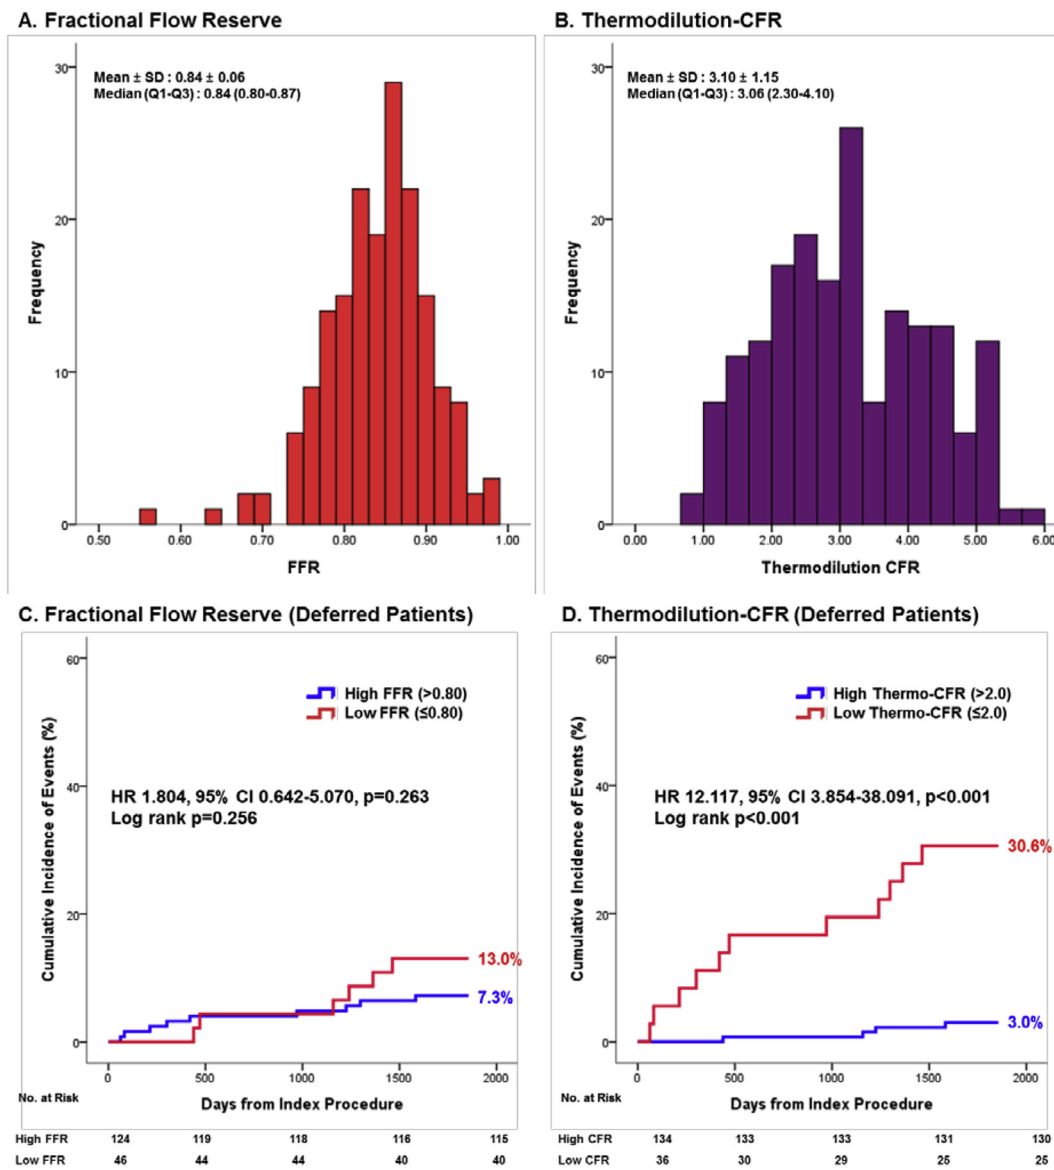 A. Fractional Flow Reserve
Mean ± SD : 0.84 ± 0.06
Median (Q1-Q3) : 0.84 (0.80-0.87)
30
20
10
0
Frequency
0.50 0.60 0.70 0.80 0.90 1.00
FFR
B. Thermodilution-CFR
Mean ± SD : 3.10 ± 1.15
Median (Q1-Q3) : 3.06 (2.30-4.10)
30
20
10
0
Frequency
0.00 1.00 2.00 3.00 4.00 5.00 6.00
Thermodilution CFR
C. Fractional Flow Reserve (Deferred Patients)
High FFR (>0.80)
Low FFR (≤0.80)
HR 1.804, 95% CI 0.642-5.070, p=0.263
Log rank p=0.256
13.0%
7.3%
60
40
20
0
Cumulative Incidence of Events (%)
0 500 1000 1500 2000
Days from Index Procedure
No. at Risk
High FFR 124 119 118 116 115
Low FFR 46 44 44 40 40
D. Thermodilution-CFR (Deferred Patients)
High Thermo-CFR (>2.0)
Low Thermo-CFR (≤2.0)
HR 12.117, 95% CI 3.854-38.091, p<0.001
Log rank p<0.001
30.6%
3.0%
60
40
20
0
Cumulative Incidence of Events (%)
0 500 1000 1500 2000
Days from Index Procedure
No. at Risk
High CFR 134 133 133 131 130
Low CFR 36 30 29 25 25